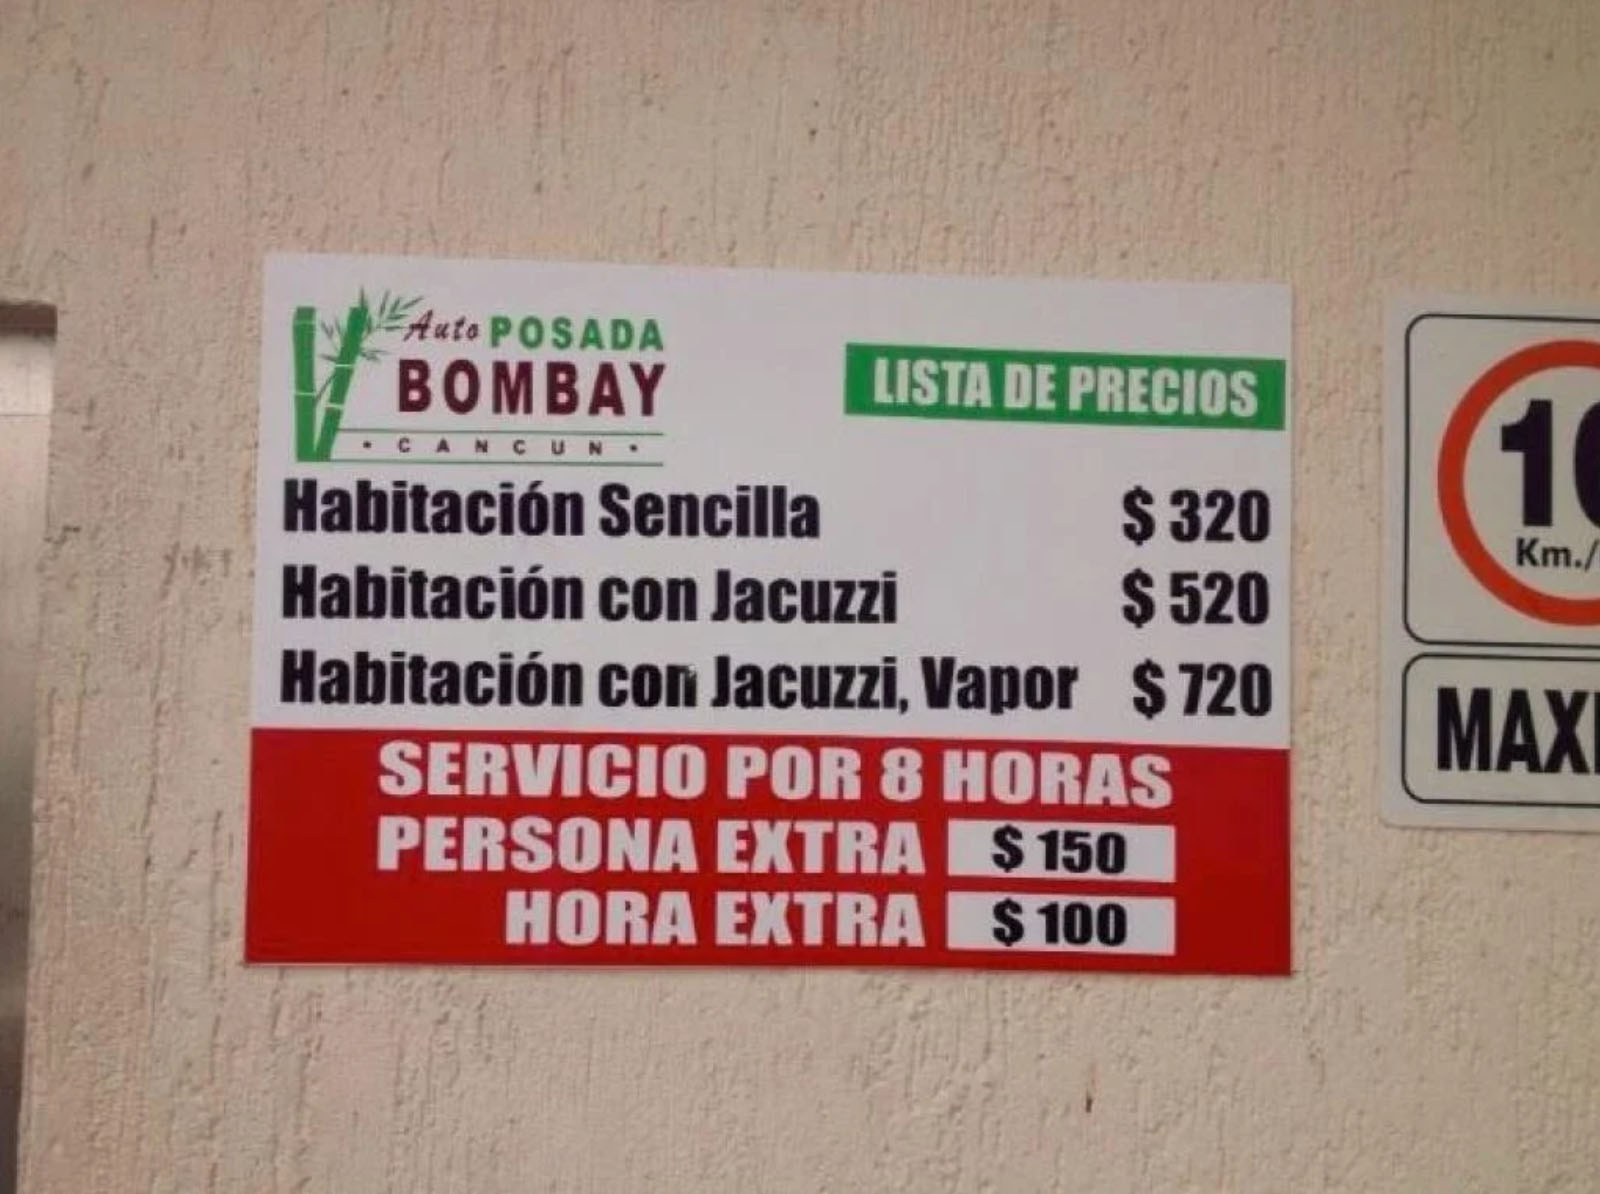 Auto POSADA
BOMBAY
• CANCUN •
LISTA DE PRECIOS
Habitación Sencilla $ 320
Habitación con Jacuzzi $ 520
Habitación con Jacuzzi, Vapor $ 720
SERVICIO POR 8 HORAS
PERSONA EXTRA $ 150
HORA EXTRA $ 100
Km./